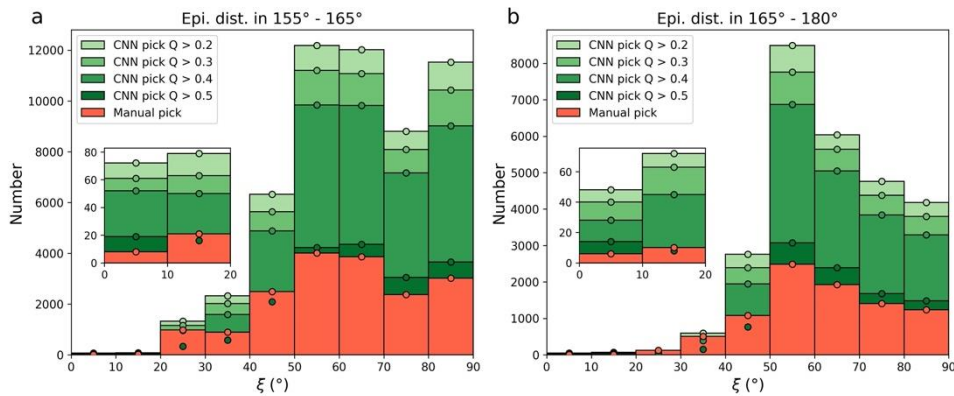 a
Epi. dist. in 155° - 165°
CNN pick Q > 0.2
CNN pick Q > 0.3
CNN pick Q > 0.4
CNN pick Q > 0.5
Manual pick
Number
12000
10000
8000
6000
4000
2000
0
80
60
40
20
0
0 10 20
0 10 20 30 40 50 60 70 80 90
ξ (°)
b
Epi. dist. in 165° - 180°
CNN pick Q > 0.2
CNN pick Q > 0.3
CNN pick Q > 0.4
CNN pick Q > 0.5
Manual pick
Number
8000
7000
6000
5000
4000
3000
2000
1000
0
60
40
20
0
0 10 20
0 10 20 30 40 50 60 70 80 90
ξ (°)